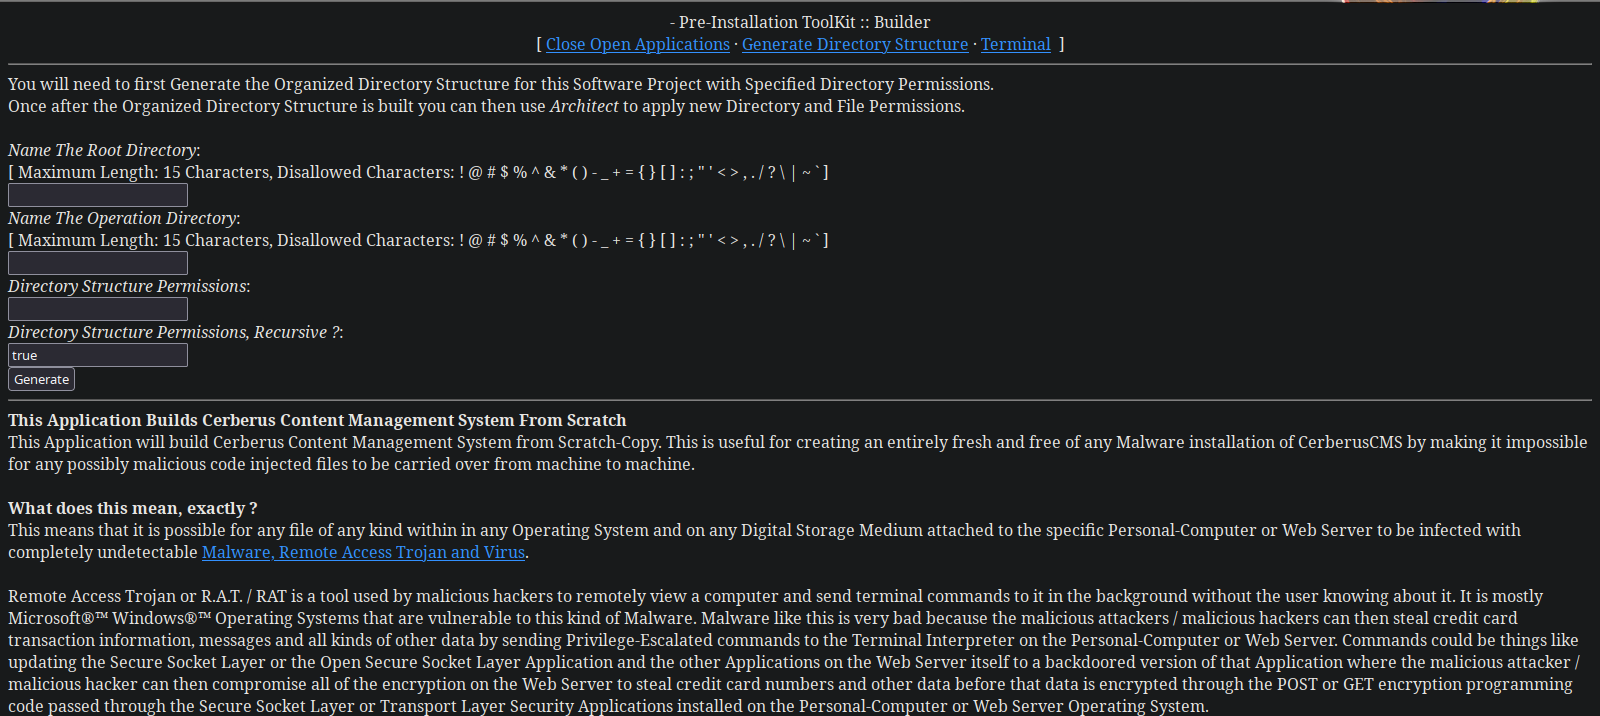 - Pre-Installation ToolKit :: Builder
[ Close Open Applications · Generate Directory Structure · Terminal ]
You will need to first Generate the Organized Directory Structure for this Software Project with Specified Directory Permissions.
Once after the Organized Directory Structure is built you can then use Architect to apply new Directory and File Permissions.
Name The Root Directory:
[ Maximum Length: 15 Characters, Disallowed Characters: ! @ # $ % ^ & * ( ) - _ + = { } [ ] : ; " ' < > , . / ? \ | ~ ` ]
Name The Operation Directory:
[ Maximum Length: 15 Characters, Disallowed Characters: ! @ # $ % ^ & * ( ) - _ + = { } [ ] : ; " ' < > , . / ? \ | ~ ` ]
Directory Structure Permissions:
Directory Structure Permissions, Recursive ?:
true
Generate
This Application Builds Cerberus Content Management System From Scratch
This Application will build Cerberus Content Management System from Scratch-Copy. This is useful for creating an entirely fresh and free of any Malware installation of CerberusCMS by making it impossible
for any possibly malicious code injected files to be carried over from machine to machine.
What does this mean, exactly ?
This means that it is possible for any file of any kind within in any Operating System and on any Digital Storage Medium attached to the specific Personal-Computer or Web Server to be infected with
completely undetectable Malware, Remote Access Trojan and Virus.
Remote Access Trojan or R.A.T. / RAT is a tool used by malicious hackers to remotely view a computer and send terminal commands to it in the background without the user knowing about it. It is mostly
Microsoft®™ Windows®™ Operating Systems that are vulnerable to this kind of Malware. Malware like this is very bad because the malicious attackers / malicious hackers can then steal credit card
transaction information, messages and all kinds of other data by sending Privilege-Escalated commands to the Terminal Interpreter on the Personal-Computer or Web Server. Commands could be things like
updating the Secure Socket Layer or the Open Secure Socket Layer Application and the other Applications on the Web Server itself to a backdoored version of that Application where the malicious attacker /
malicious hacker can then compromise all of the encryption on the Web Server to steal credit card numbers and other data before that data is encrypted through the POST or GET encryption programming
code passed through the Secure Socket Layer or Transport Layer Security Applications installed on the Personal-Computer or Web Server Operating System.